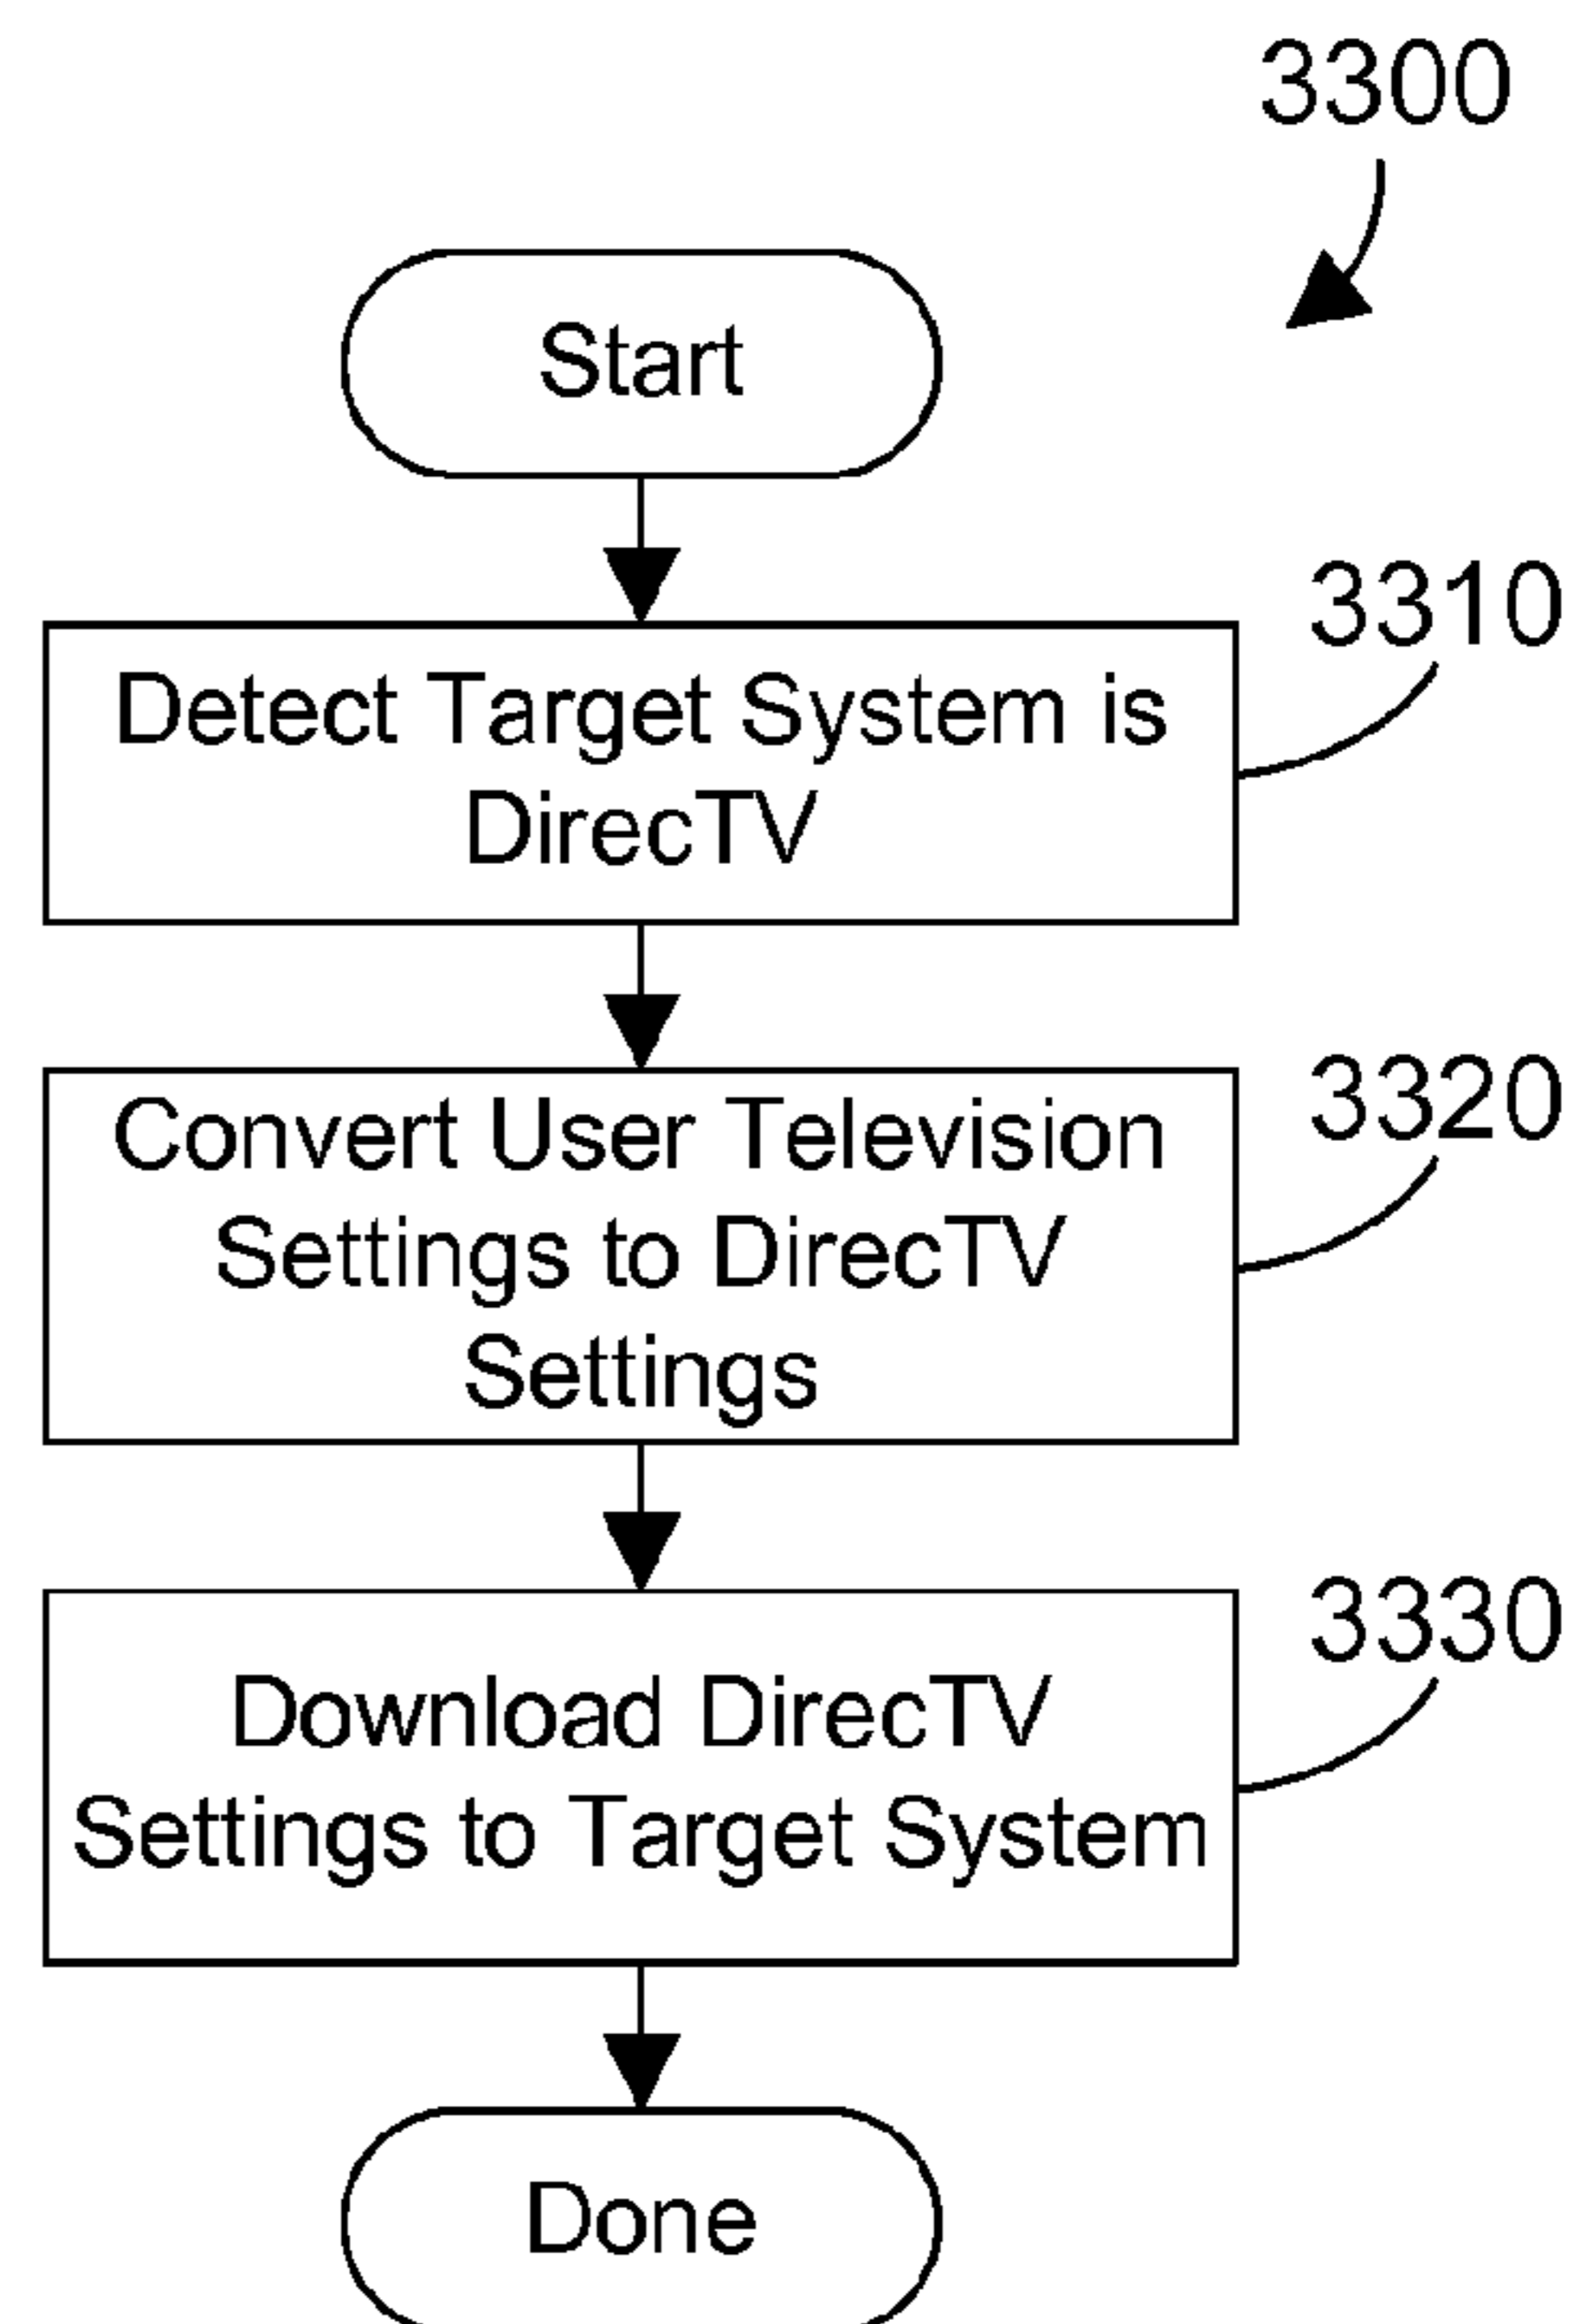 3300
Start
3310
Detect Target System is
DirecTV
3320
Convert User Television
Settings to DirecTV
Settings
3330
Download DirecTV
Settings to Target System
Done